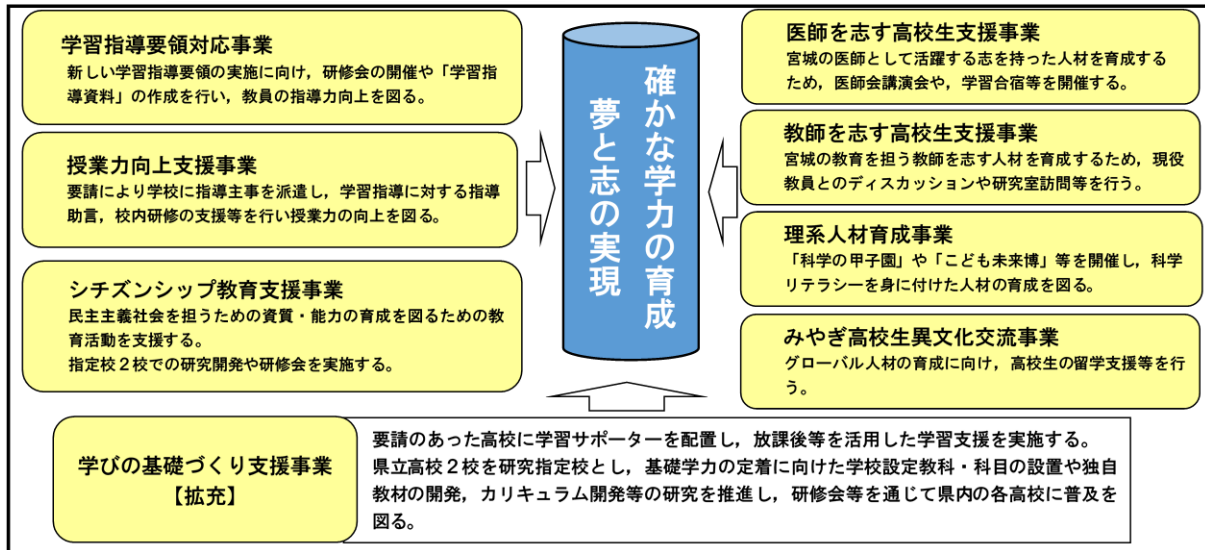 学習指導要領対応事業
新しい学習指導要領の実施に向け，研修会の開催や「学習指
導資料」の作成を行い，教員の指導力向上を図る。
授業力向上支援事業
要請により学校に指導主事を派遣し，学習指導に対する指導
助言，校内研修の支援等を行い授業力の向上を図る。
シチズンシップ教育支援事業
民主主義社会を担うための資質・能力の育成を図るための教
育活動を支援する。
指定校２校での研究開発や研修会を実施する。
確かな学力の育成
夢と志の実現
医師を志す高校生支援事業
宮城の医師として活躍する志を持った人材を育成する
ため，医師会講演会や，学習合宿等を開催する。
教師を志す高校生支援事業
宮城の教育を担う教師を志す人材を育成するため，現役
教員とのディスカッションや研究室訪問等を行う。
理系人材育成事業
「科学の甲子園」や「こども未来博」等を開催し，科学
リテラシーを身に付けた人材の育成を図る。
みやぎ高校生異文化交流事業
グローバル人材の育成に向け，高校生の留学支援等を行
う。
学びの基礎づくり支援事業
【拡充】
要請のあった高校に学習サポーターを配置し，放課後等を活用した学習支援を実施する。
県立高校２校を研究指定校とし，基礎学力の定着に向けた学校設定教科・科目の設置や独自
教材の開発，カリキュラム開発等の研究を推進し，研修会等を通じて県内の各高校に普及を
図る。